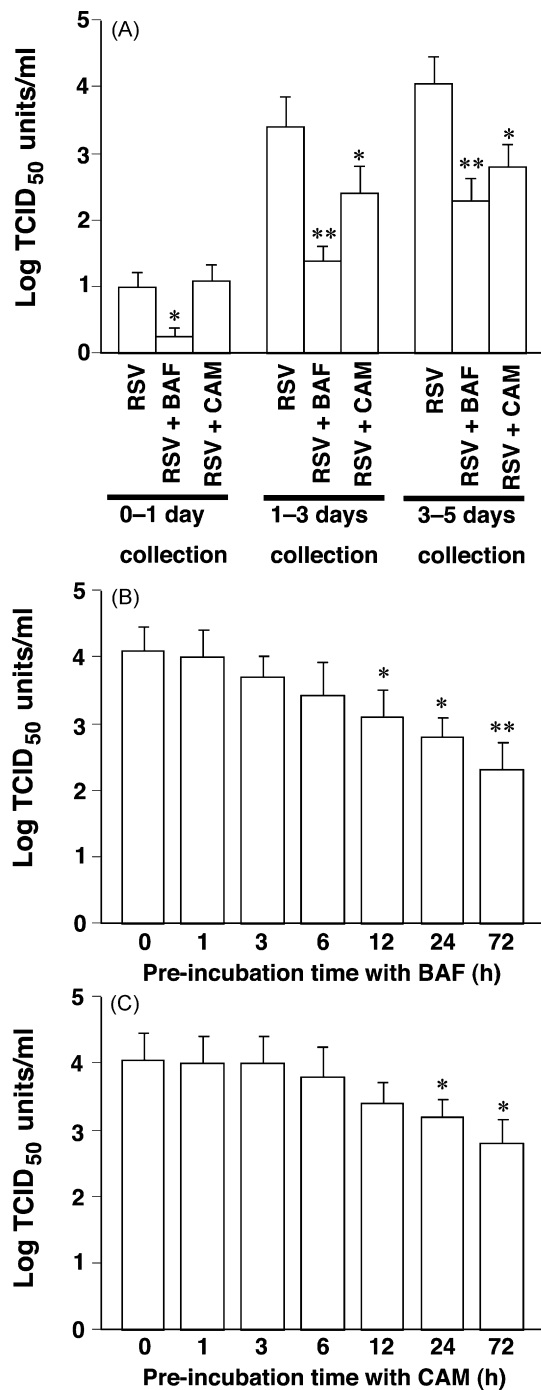 (A)
Log TCID50 units/ml
5
4
3
2
1
0
*
**
*
**
*
RSV
RSV + BAF
RSV + CAM
RSV
RSV + BAF
RSV + CAM
RSV
RSV + BAF
RSV + CAM
0–1 day
collection
1–3 days
collection
3–5 days
collection
(B)
Log TCID50 units/ml
5
4
3
2
1
0
*
*
**
0 1 3 6 12 24 72
Pre-incubation time with BAF (h)
(C)
Log TCID50 units/ml
5
4
3
2
1
0
*
*
0 1 3 6 12 24 72
Pre-incubation time with CAM (h)